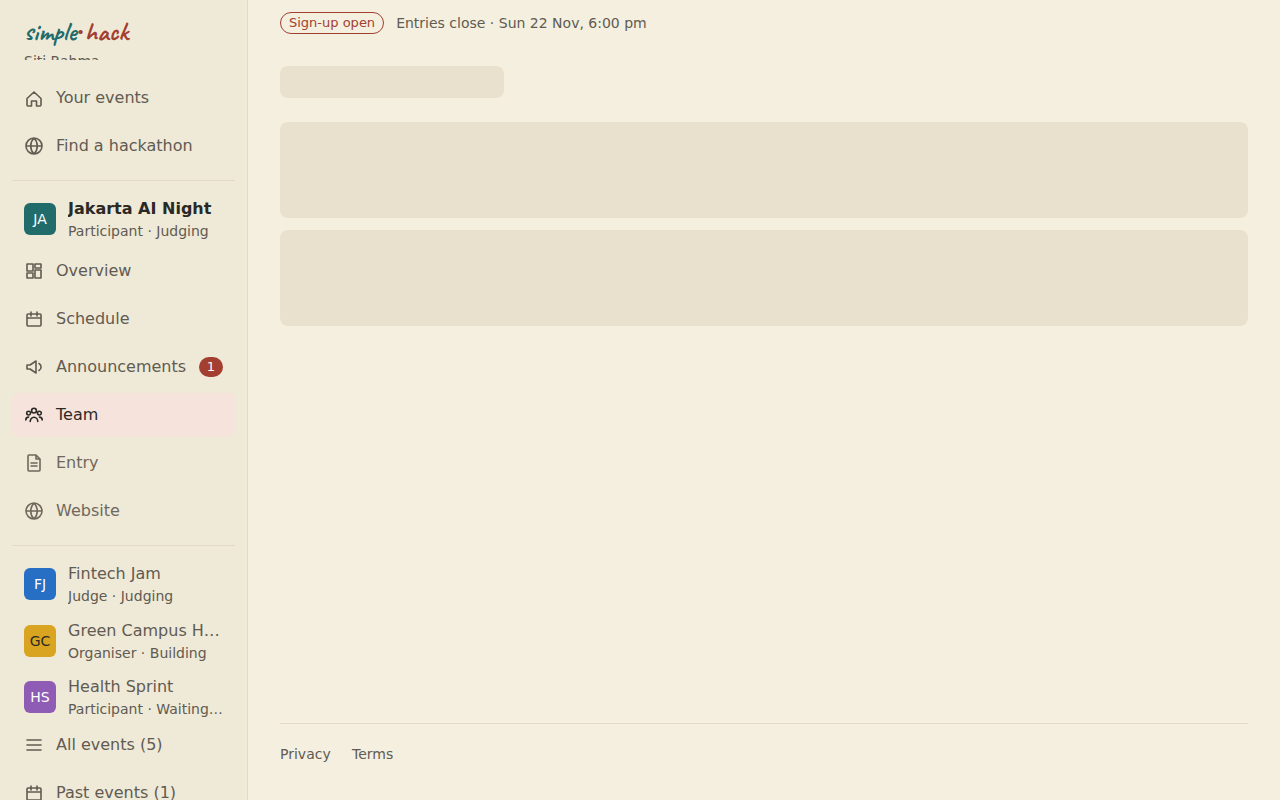 simple·hack
Siti Rahma
Your events
Find a hackathon
JA
Jakarta AI Night
Participant · Judging
Overview
Schedule
Announcements 1
Team
Entry
Website
FJ
Fintech Jam
Judge · Judging
GC
Green Campus H…
Organiser · Building
HS
Health Sprint
Participant · Waiting…
All events (5)
Past events (1)
Sign-up open Entries close · Sun 22 Nov, 6:00 pm
Privacy Terms